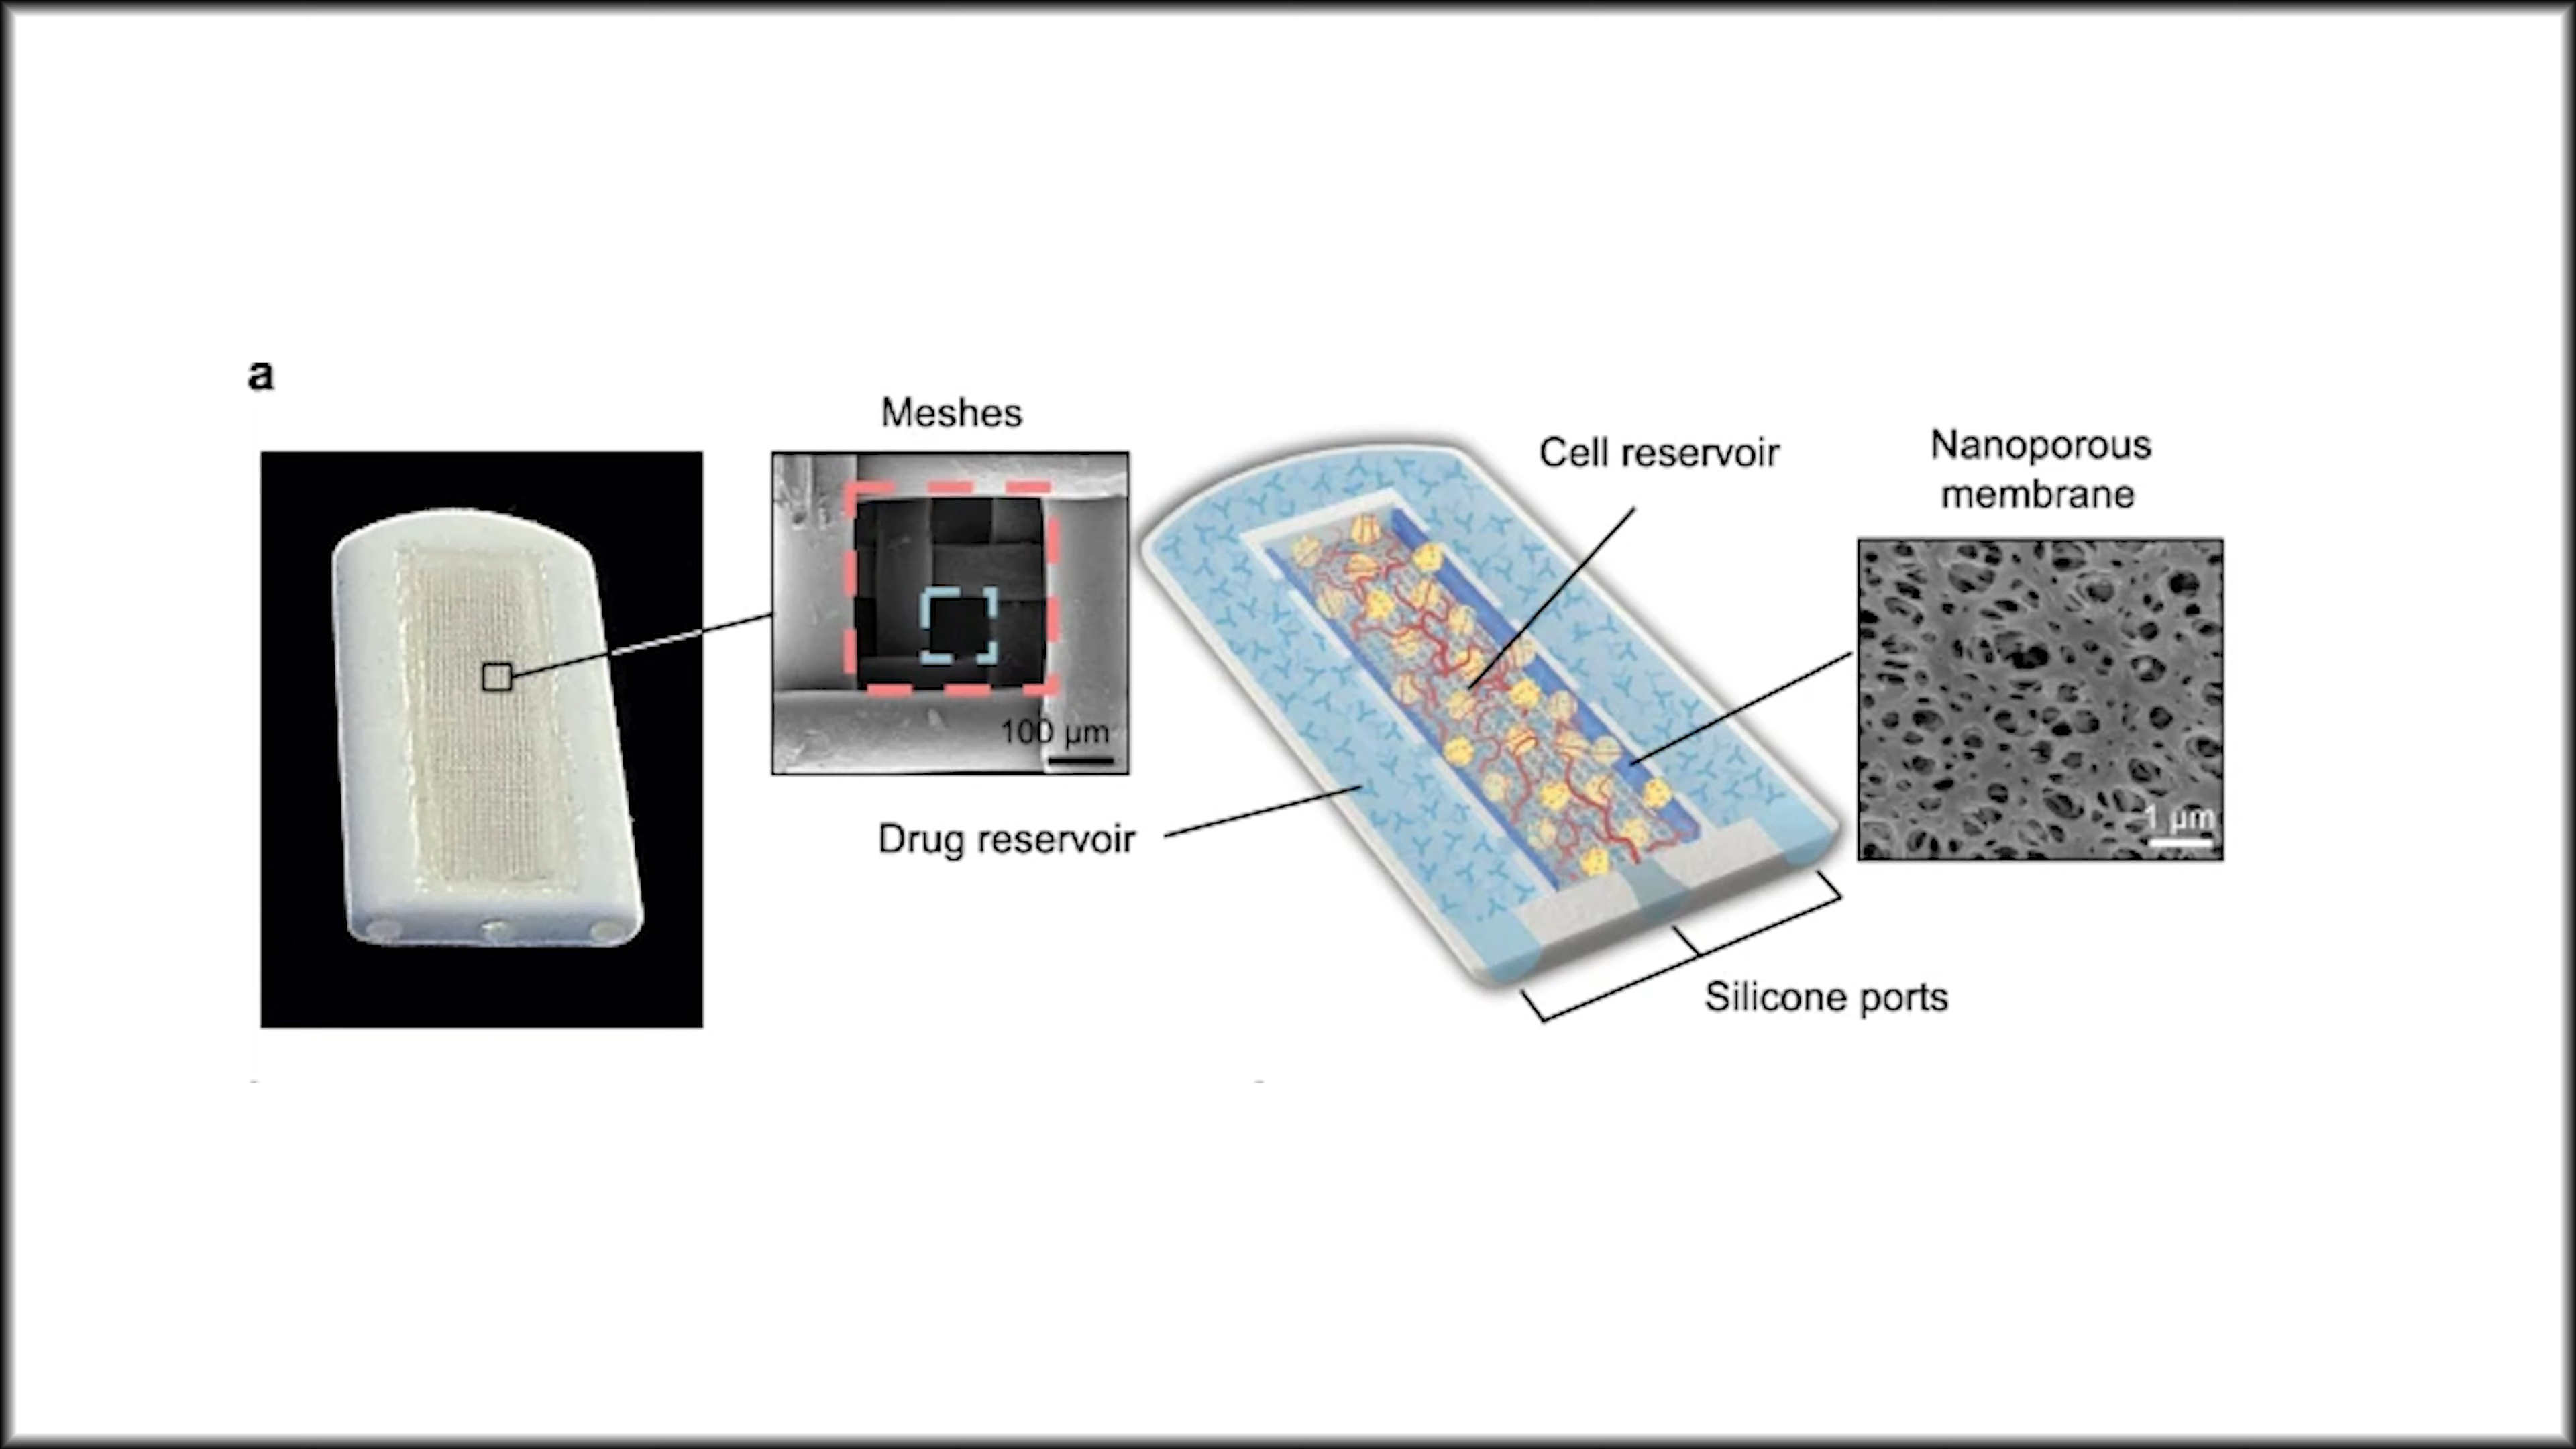 a
Meshes
100 µm
Drug reservoir
Cell reservoir
Nanoporous
membrane
1 µm
Silicone ports